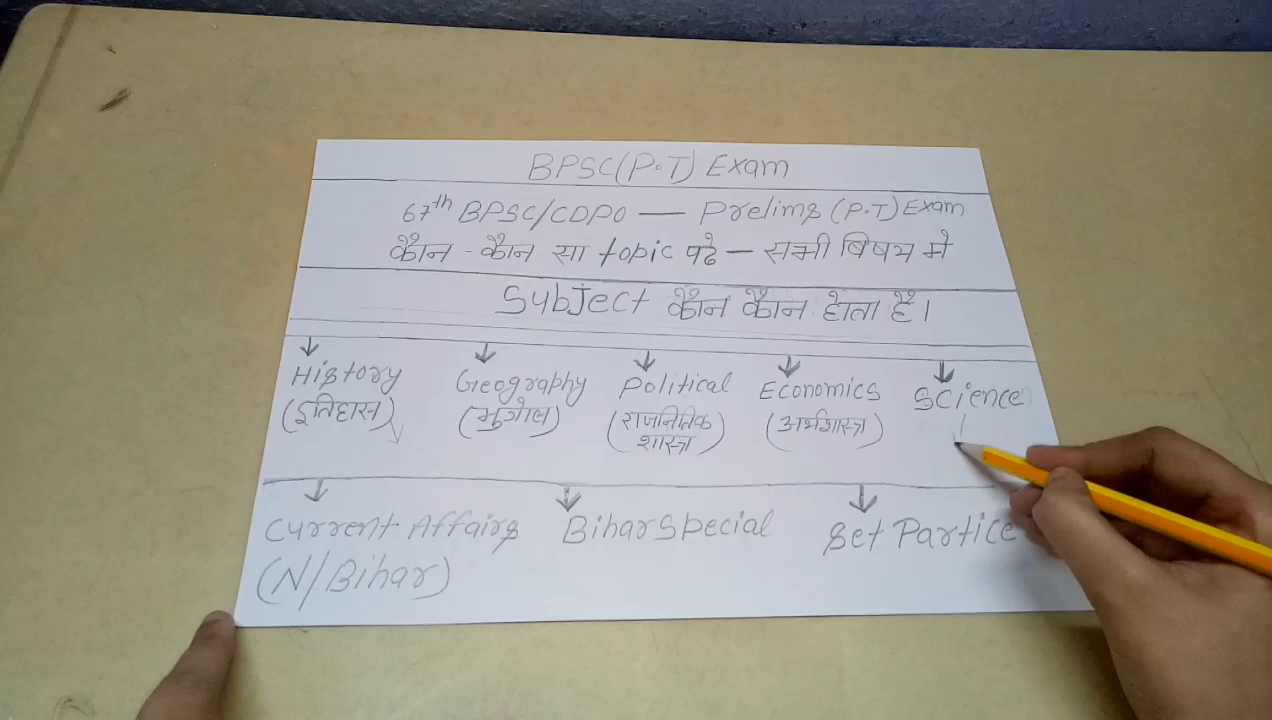 BPSC(P.T) Exam
67th BPSC/CDPO — Prelims (P.T) Exam
कौन - कौन सा topic पढे – सभी बिषय मे
Subject कौन कौन होता है।
History Geography Political Economics Science
(इतिहास) (भुगोल) (राजनितिक शास्त्र) (अर्थशास्त्र)
Current Affairs Bihar Special Set Partice
(N/Bihar)